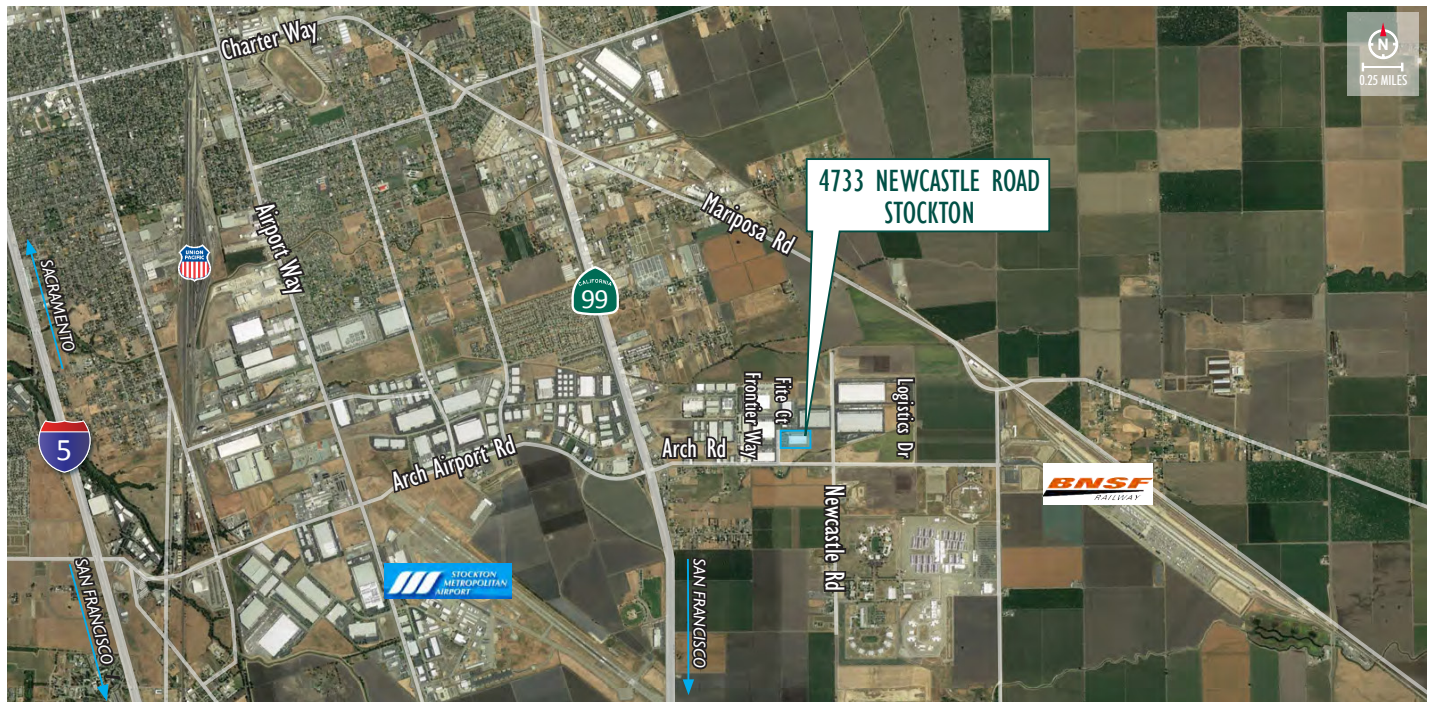 Charter Way
N
0.25 MILES
4733 NEWCASTLE ROAD
STOCKTON
Mariposa Rd
Airport Way
UNION
PACIFIC
SACRAMENTO
CALIFORNIA
99
Frontier Way
Fite Ct
Logistics Dr
5
Arch Airport Rd
Arch Rd
BNSF
RAILWAY
Newcastle Rd
STOCKTON
METROPOLITAN
AIRPORT
SAN FRANCISCO
SAN FRANCISCO